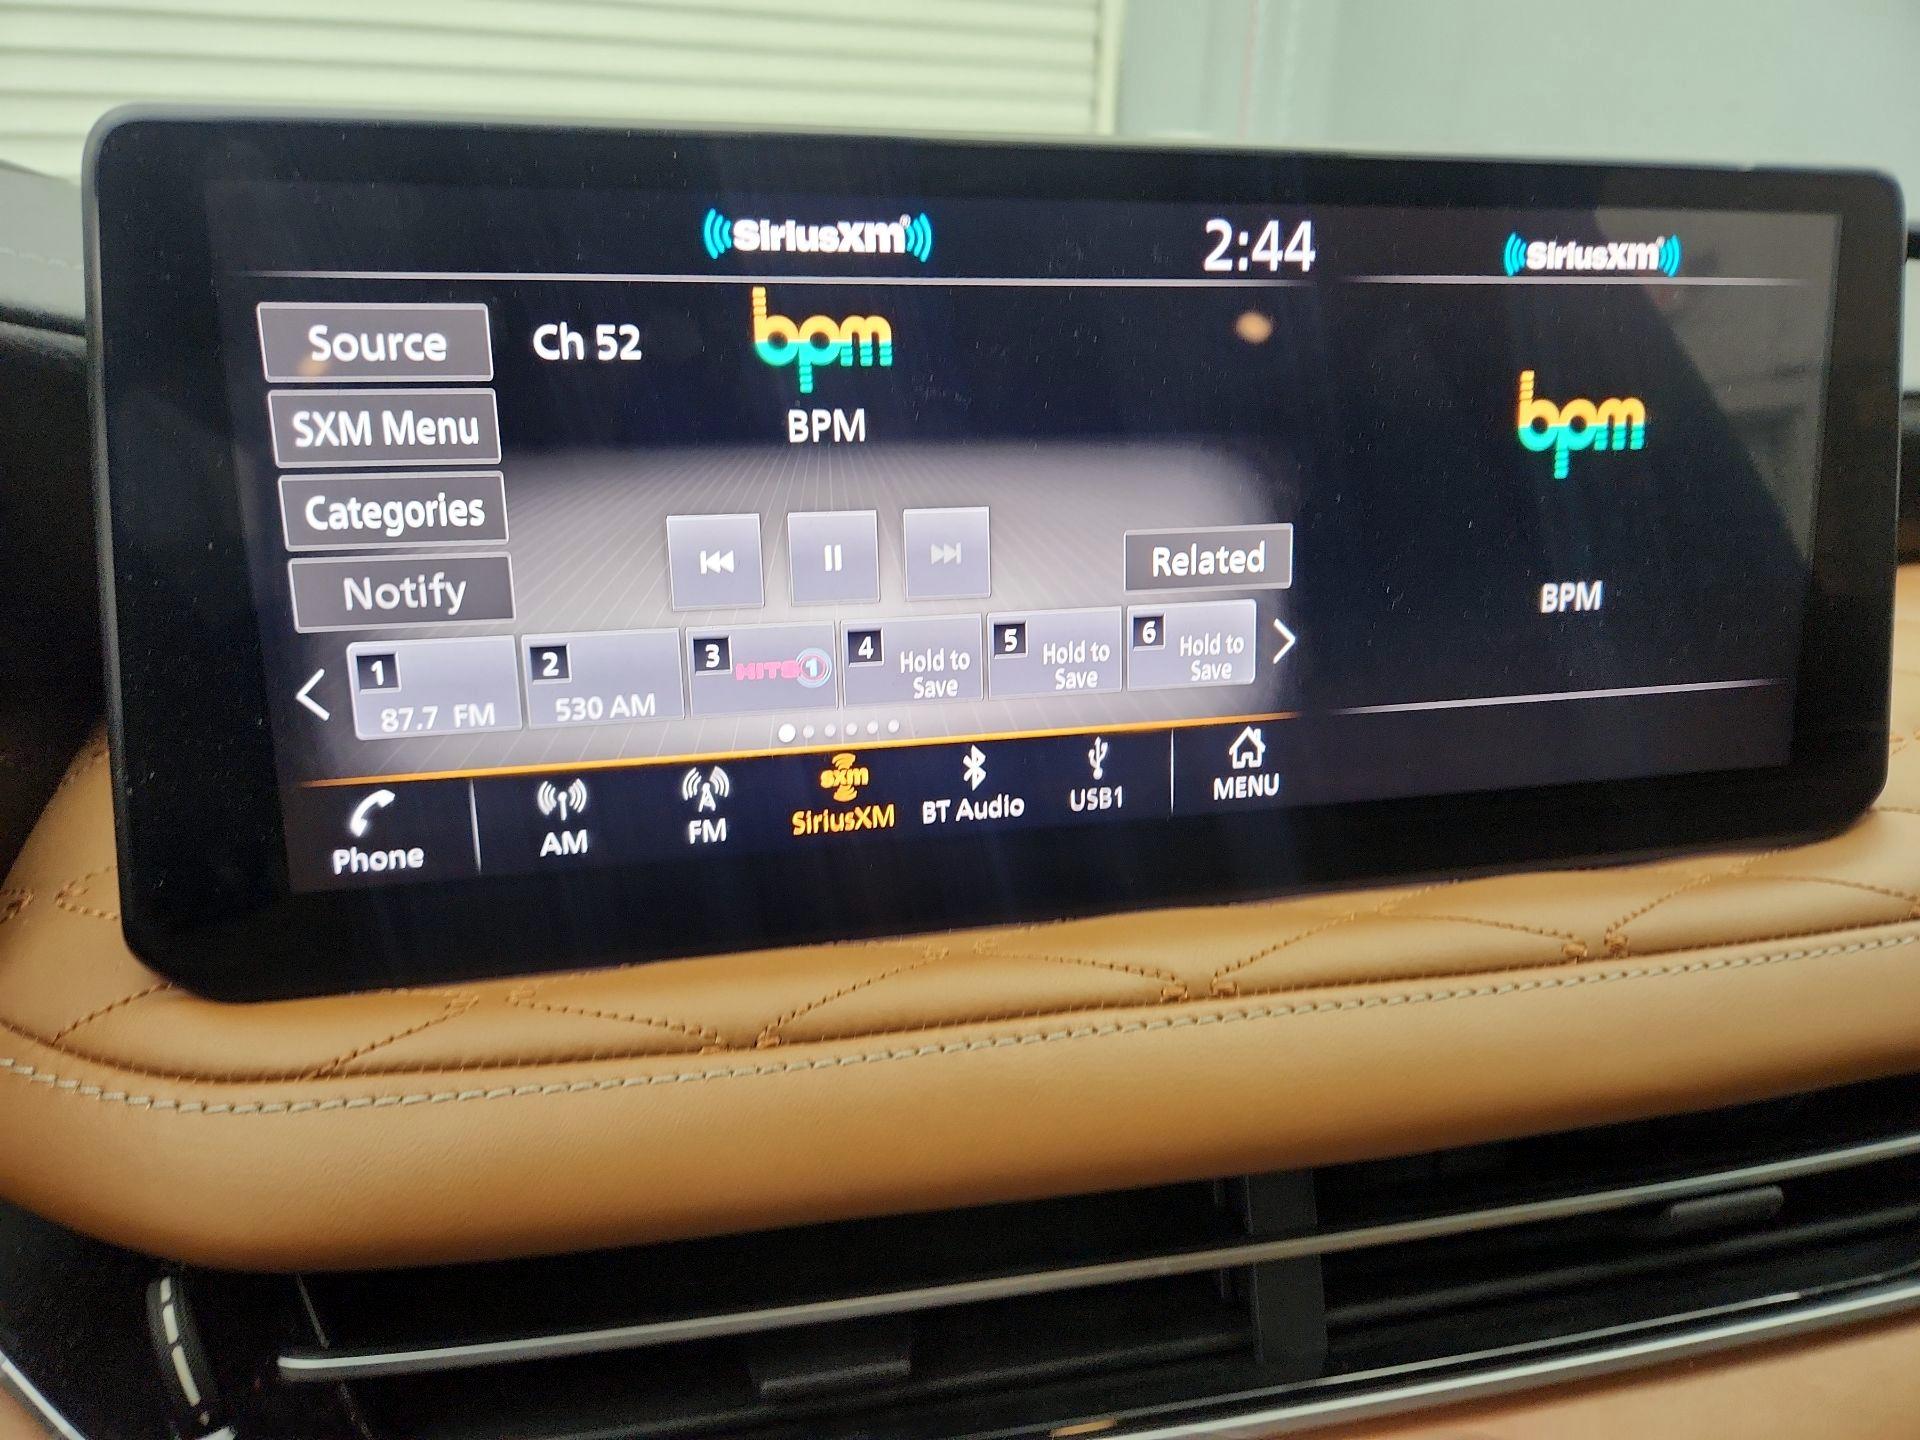 SiriusXM®
2:44
SiriusXM®
Source
Ch 52
bpm
BPM
bpm
BPM
SXM Menu
Categories
Notify
Related
1
87.7 FM
2
530 AM
3
HITS 1
4
Hold to
Save
5
Hold to
Save
6
Hold to
Save
Phone
AM
FM
sxm
SiriusXM
BT Audio
USB1
MENU